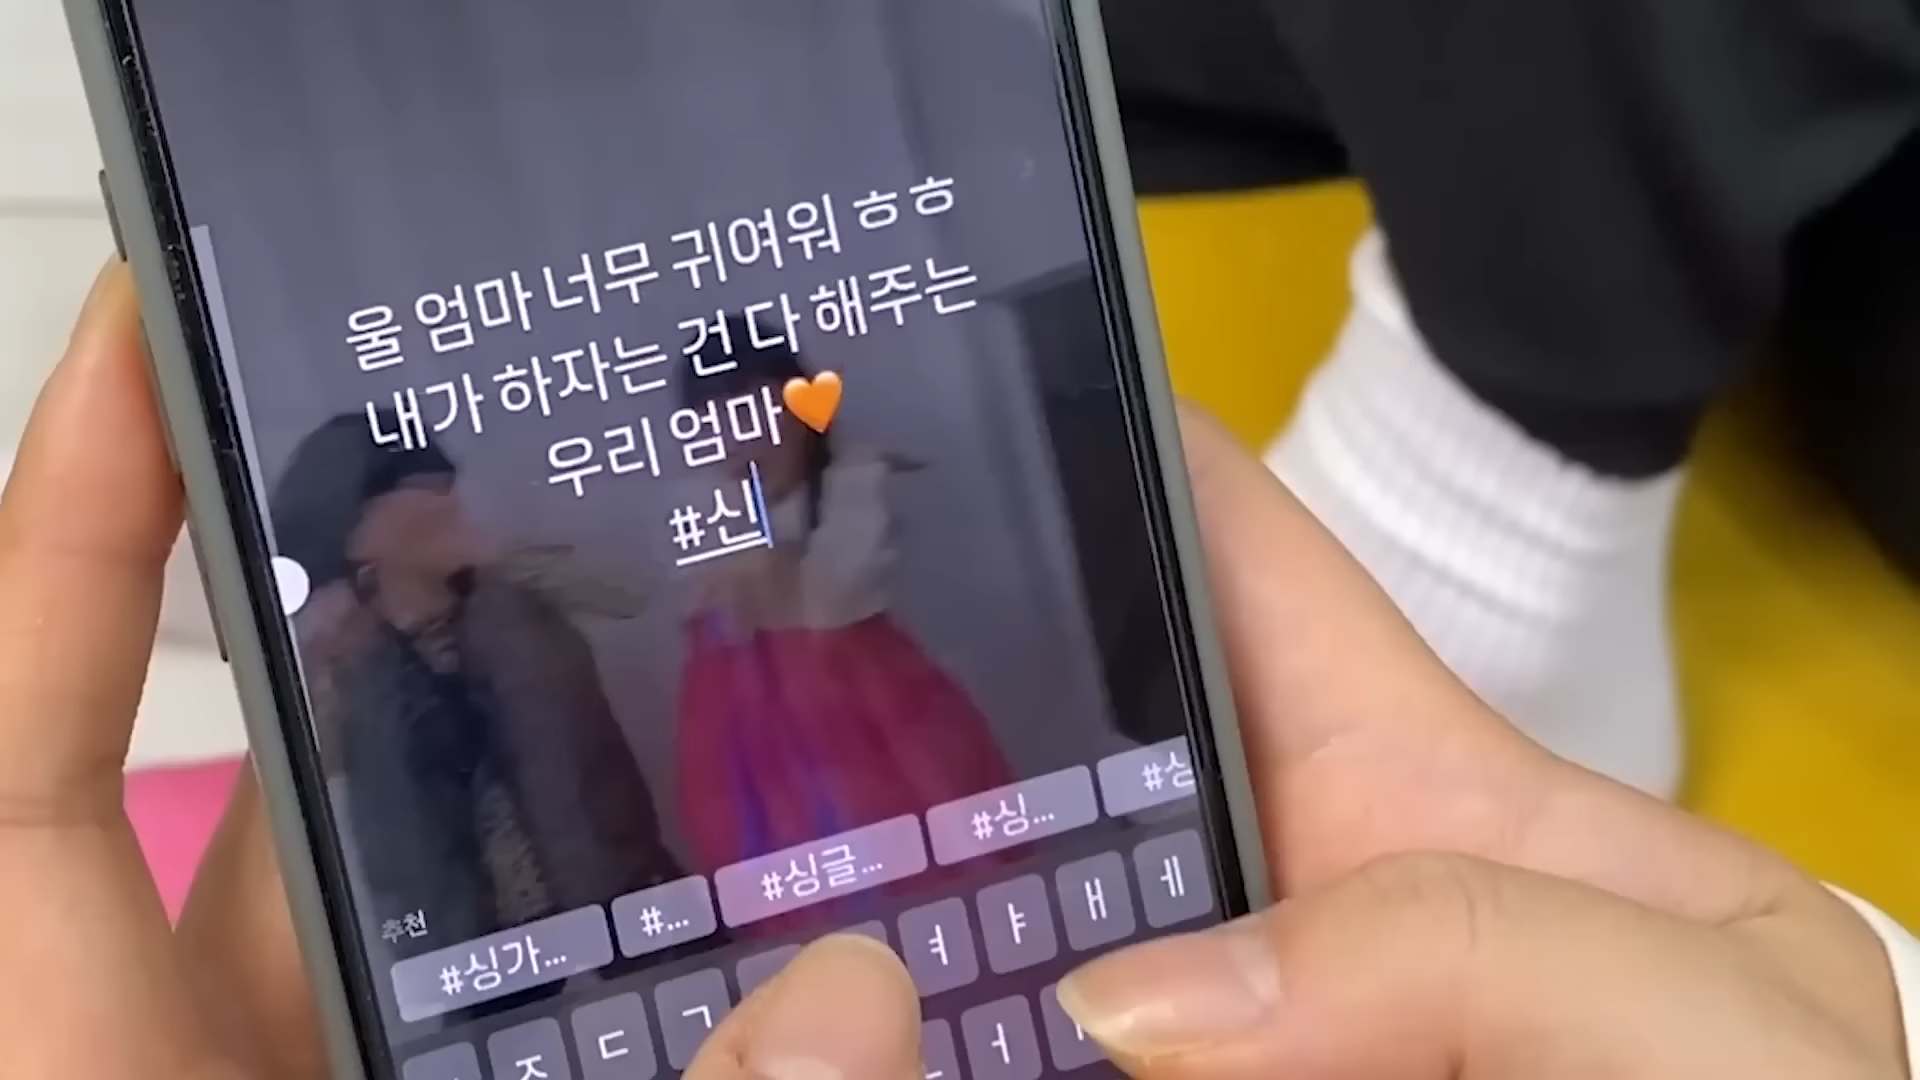 울 엄마 너무 귀여워 ㅎㅎ
내가 하자는 건 다 해주는
우리 엄마🧡
#신
추천
#싱가... #... #싱글... #싱... #싱
ㅈ ㄷ ㄱ ㅕ ㅑ ㅐ ㅔ
ㅓ